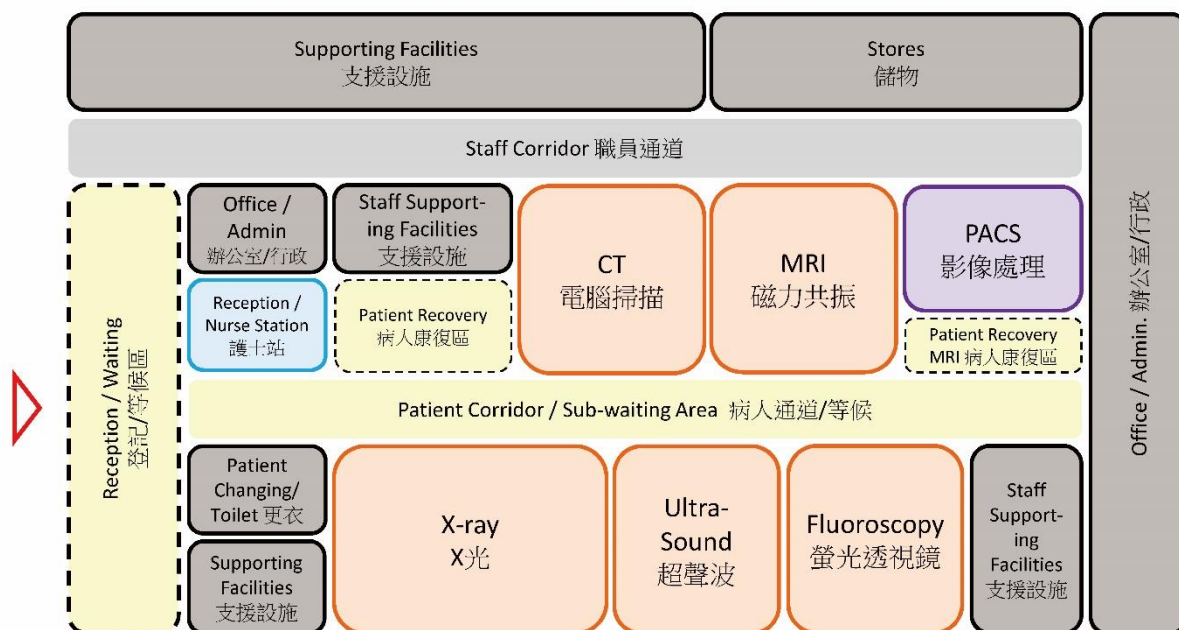 Supporting Facilities
支援設施
Stores
儲物
Staff Corridor 職員通道
Reception / Waiting
登記/等候區
Office /
Admin
辦公室/行政
Staff Support-
ing Facilities
支援設施
CT
電腦掃描
MRI
磁力共振
PACS
影像處理
Reception /
Nurse Station
護士站
Patient Recovery
病人康復區
Patient Recovery
MRI 病人康復區
Patient Corridor / Sub-waiting Area 病人通道/等候
Patient
Changing/
Toilet 更衣
Supporting
Facilities
支援設施
X-ray
X光
Ultra-
Sound
超聲波
Fluoroscopy
螢光透視鏡
Staff
Support-
ing
Facilities
支援設施
Office / Admin. 辦公室/行政